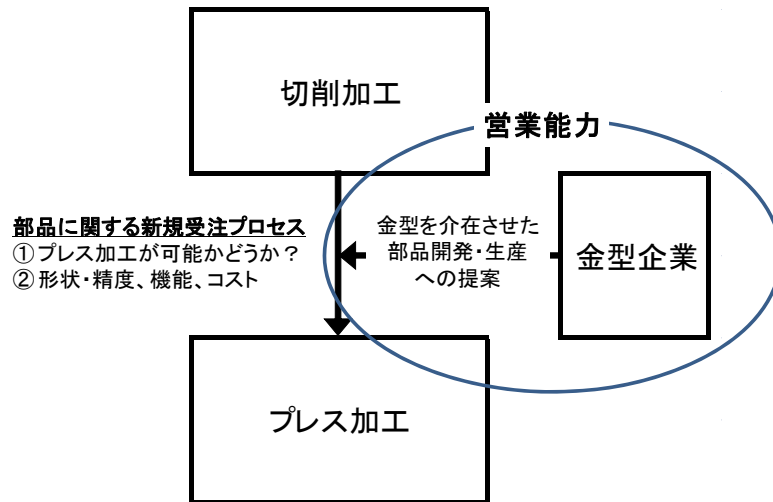 切削加工
営業能力
部品に関する新規受注プロセス
①プレス加工が可能かどうか？
②形状・精度、機能、コスト
金型を介在させた
部品開発・生産
への提案
金型企業
プレス加工